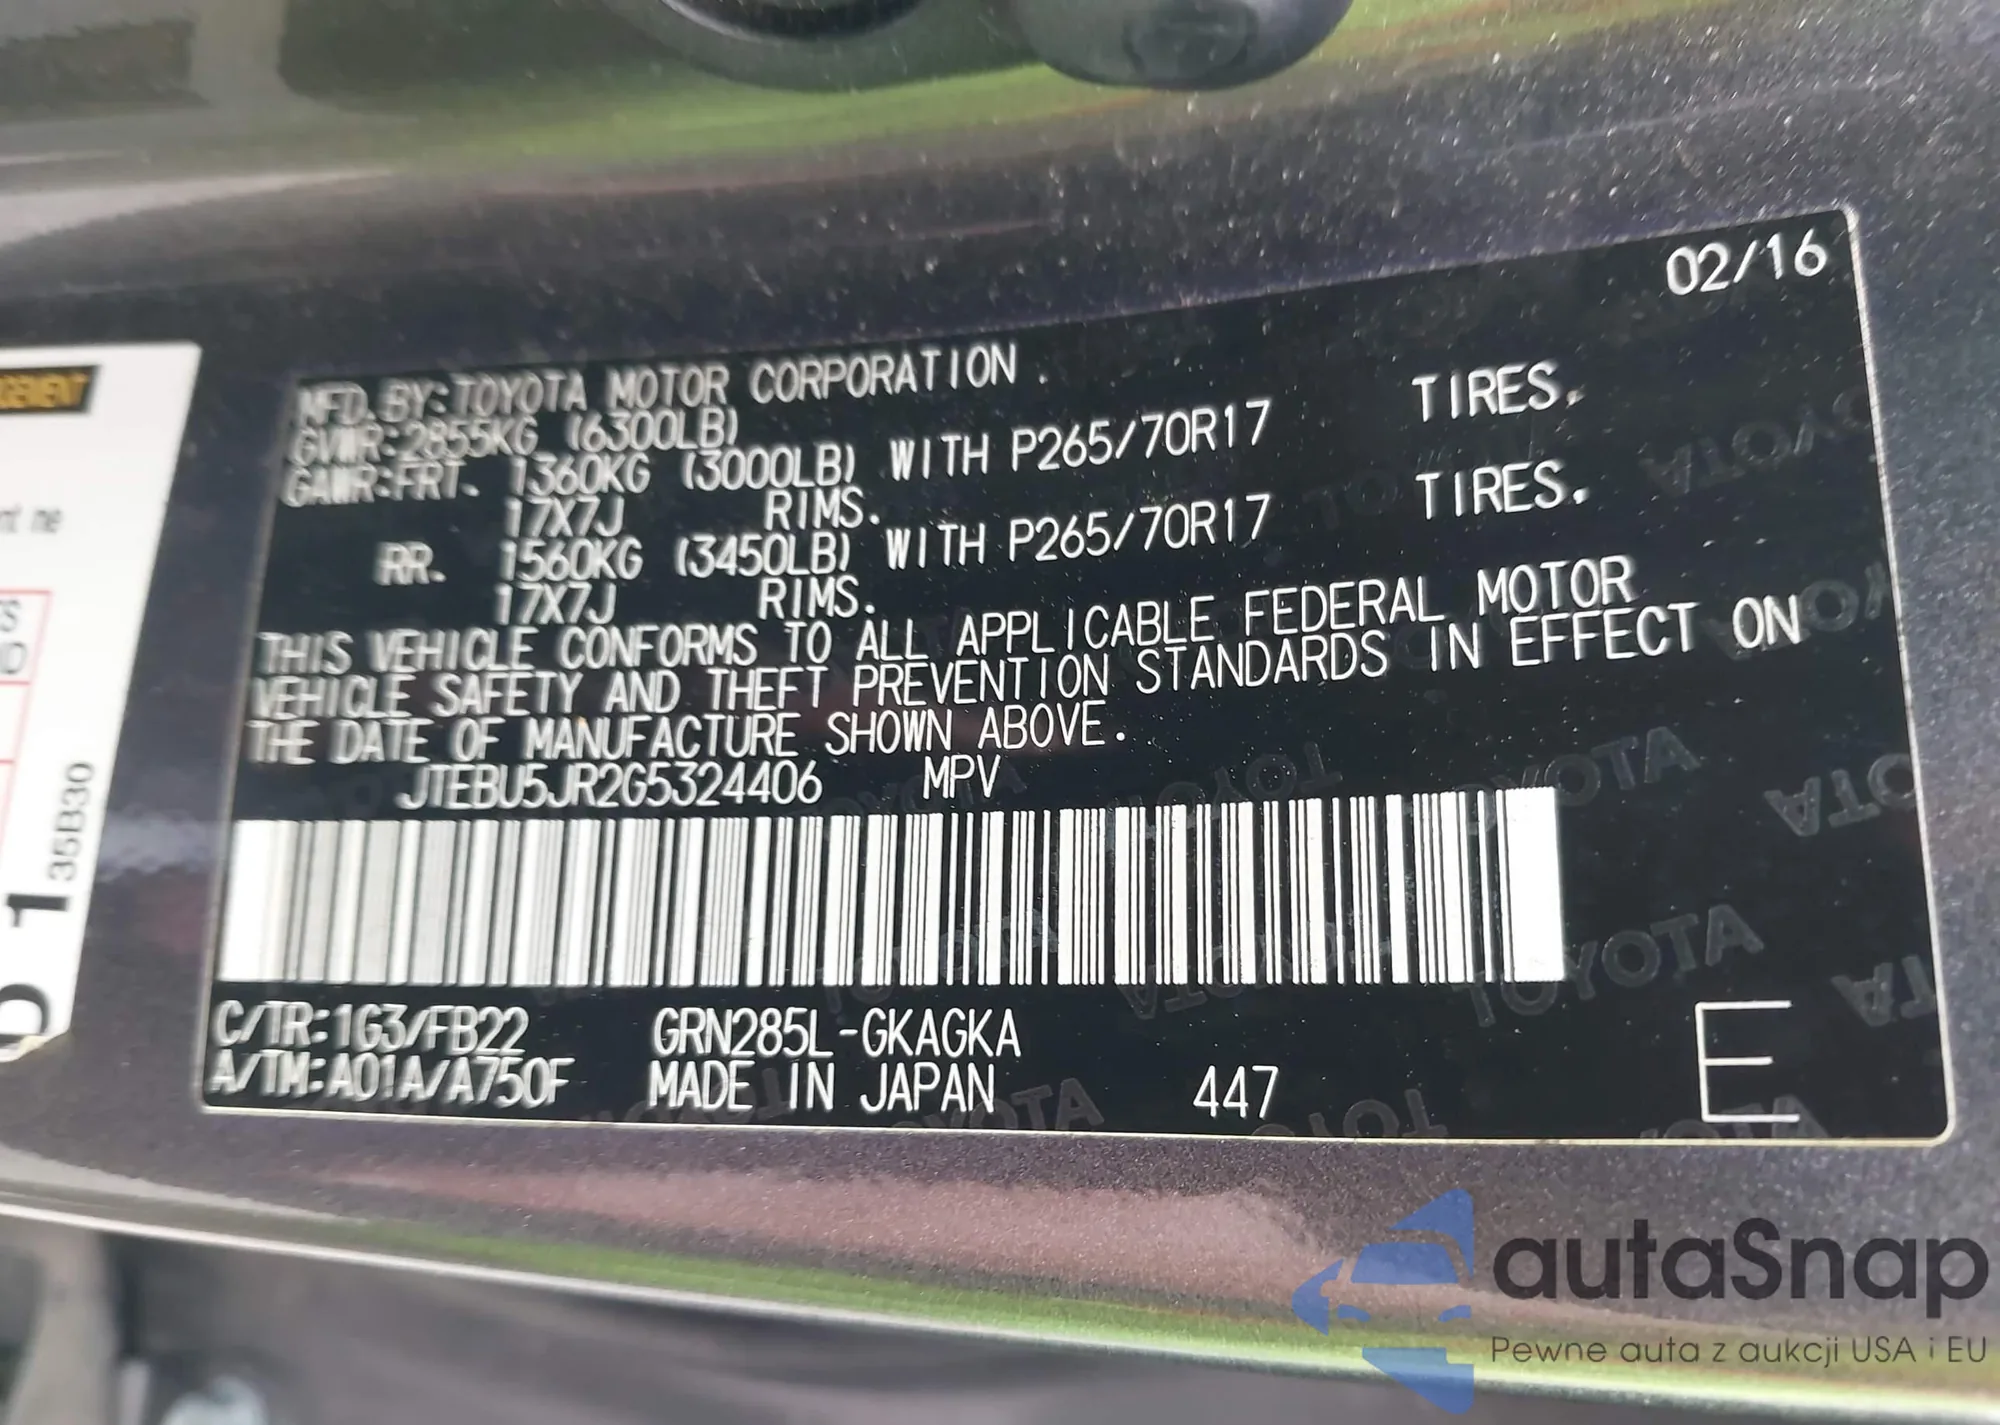 02/16
MFD. BY: TOYOTA MOTOR CORPORATION.
GVWR: 2855KG (6300LB)
GAWR: FRT. 1360KG (3000LB) WITH P265/70R17 TIRES.
17X7J RIMS.
RR. 1560KG (3450LB) WITH P265/70R17 TIRES.
17X7J RIMS.
THIS VEHICLE CONFORMS TO ALL APPLICABLE FEDERAL MOTOR
VEHICLE SAFETY AND THEFT PREVENTION STANDARDS IN EFFECT ON
THE DATE OF MANUFACTURE SHOWN ABOVE.
JTEBU5JR2G5324406 MPV
C/TR: 1G3/FB22 GRN285L-GKAGKA
A/TM: A01A/A750F MADE IN JAPAN 447 E
35B30
autaSnap
Pewne auta z aukcji USA i EU